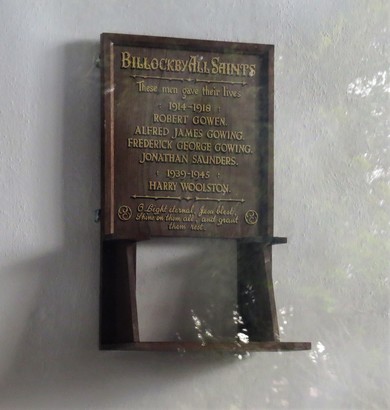 BILLOCKBY ALL SAINTS
These men gave their lives.
1914-1918
ROBERT GOWEN.
ALFRED JAMES GOWING.
FREDERICK GEORGE GOWING.
JONATHAN SAUNDERS.
1939-1945
HARRY WOOLSTON.
O Light eternal, Jesu blest,
Shine on them all and grant
them rest.